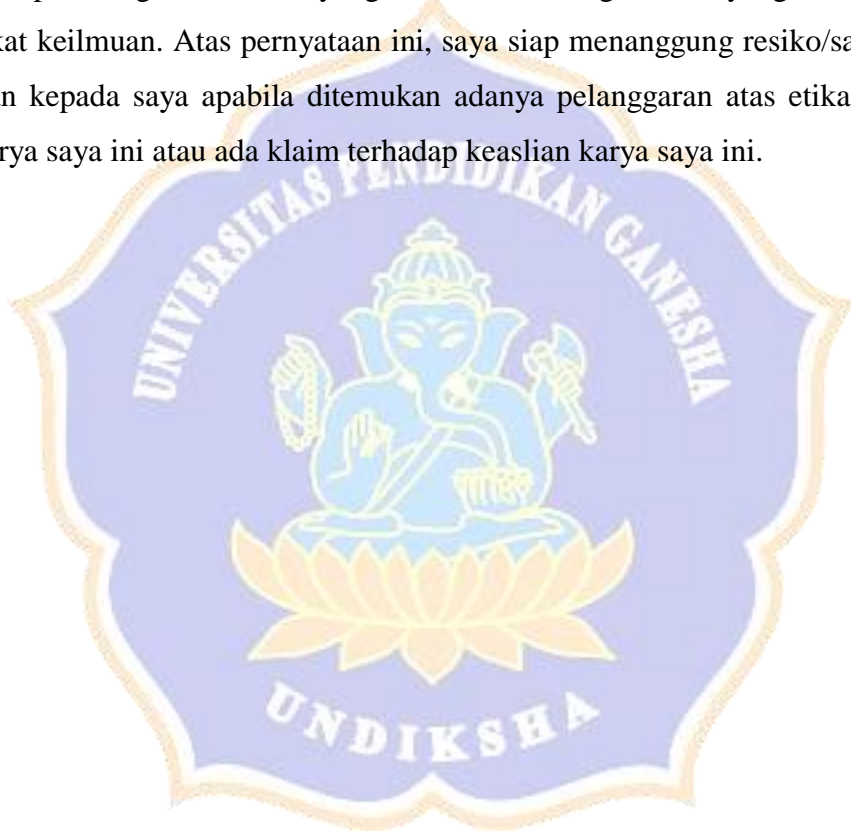 kat keilmuan. Atas pernyataan ini, saya siap menanggung resiko/sa
n kepada saya apabila ditemukan adanya pelanggaran atas etika
rya saya ini atau ada klaim terhadap keaslian karya saya ini.
UNIVERSITAS PENDIDIKAN GANESHA
UNDIKSHA